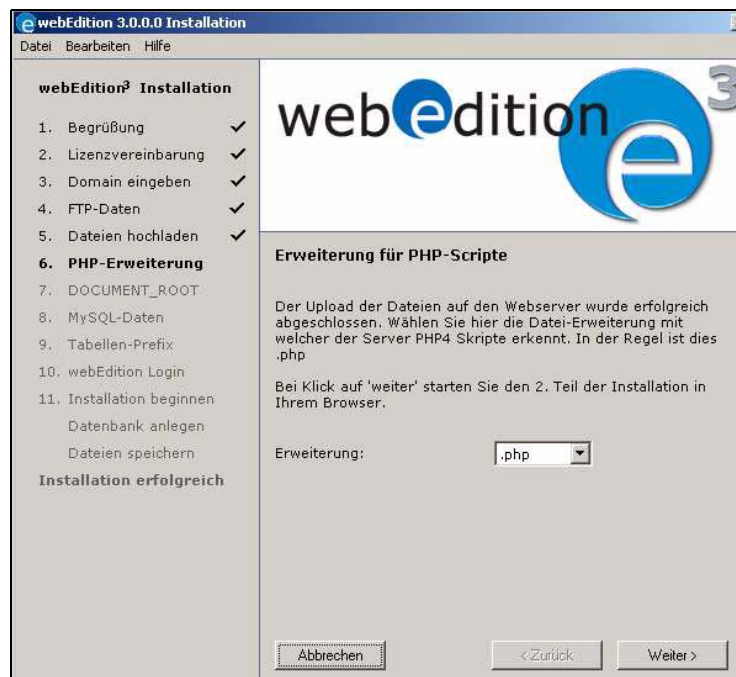 webEdition 3.0.0.0 Installation
Datei Bearbeiten Hilfe
webEdition³ Installation
1. Begrüßung
2. Lizenzvereinbarung
3. Domain eingeben
4. FTP-Daten
5. Dateien hochladen
6. PHP-Erweiterung
7. DOCUMENT_ROOT
8. MySQL-Daten
9. Tabellen-Prefix
10. webEdition Login
11. Installation beginnen
Datenbank anlegen
Dateien speichern
Installation erfolgreich
webedition
e3
Erweiterung für PHP-Scripte
Der Upload der Dateien auf den Webserver wurde erfolgreich
abgeschlossen. Wählen Sie hier die Datei-Erweiterung mit
welcher der Server PHP4 Skripte erkennt. In der Regel ist dies
.php
Bei Klick auf 'weiter' starten Sie den 2. Teil der Installation in
Ihrem Browser.
Erweiterung: .php
Abbrechen < Zurück Weiter >